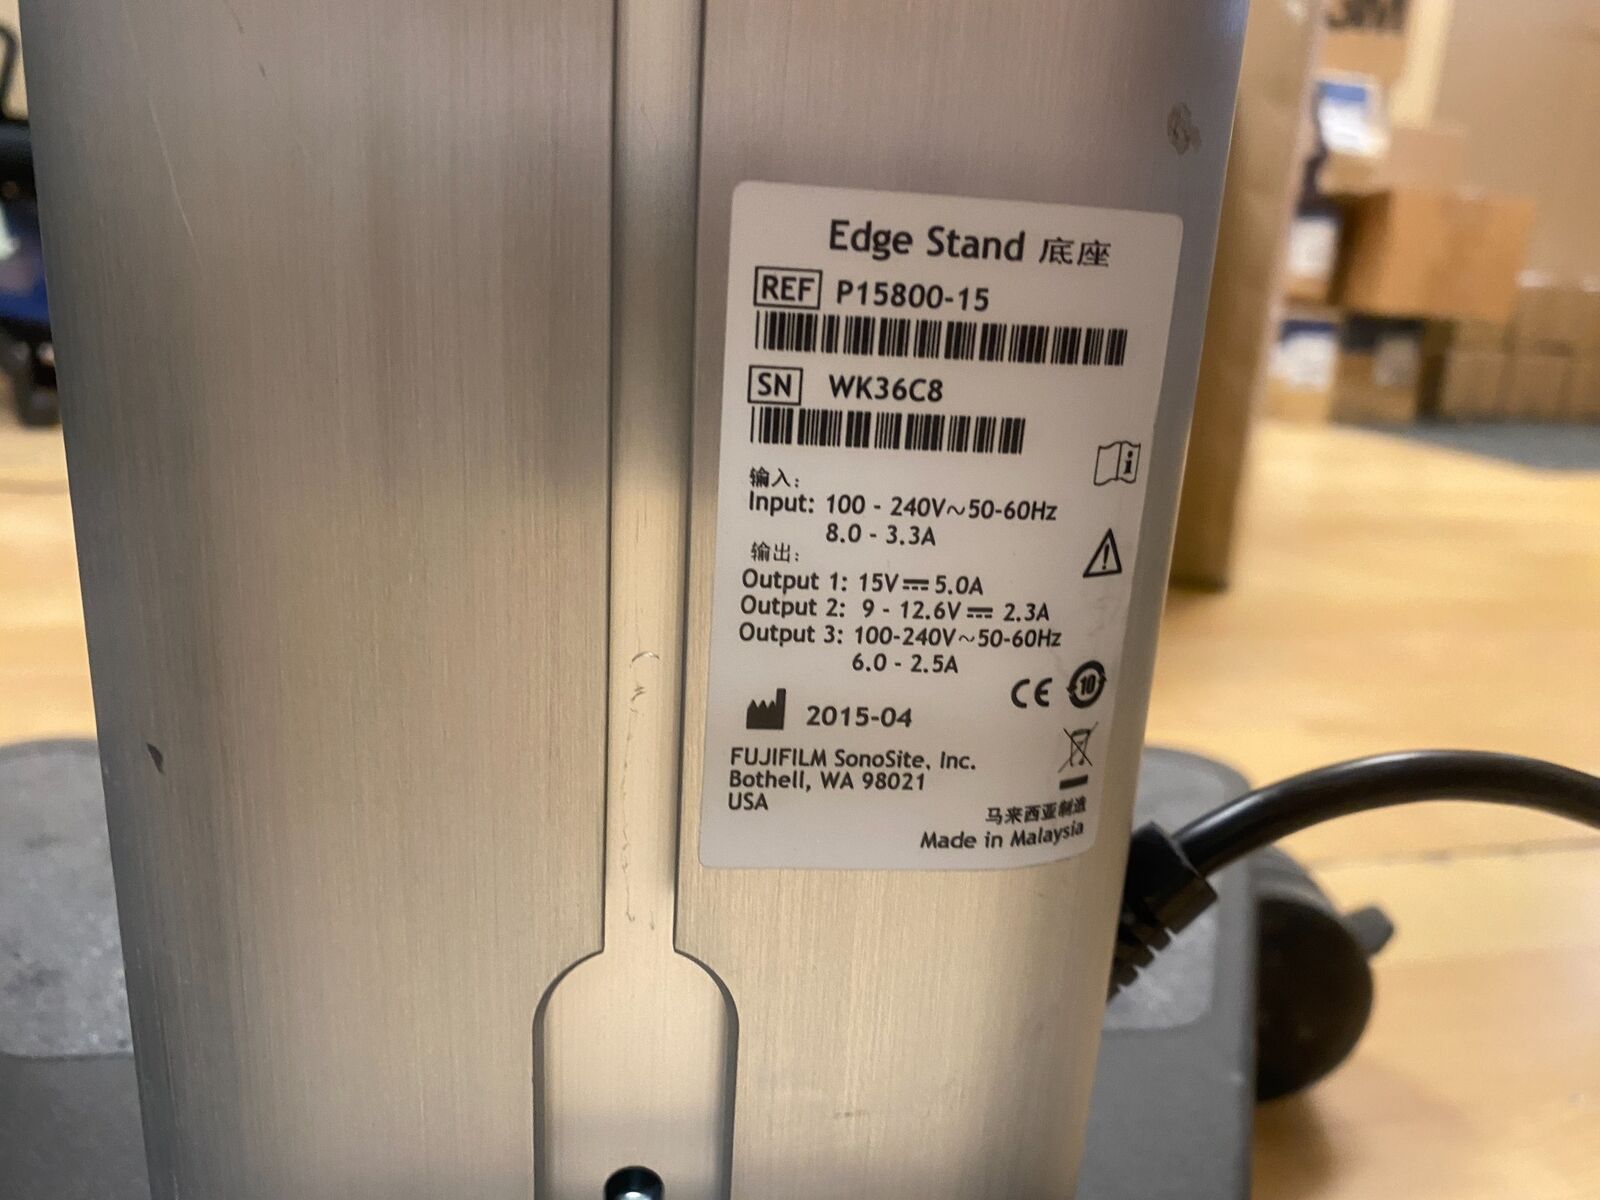 3M
Edge Stand 底座
REF P15800-15
SN WK36C8
输入:
Input: 100 - 240V~50-60Hz
8.0 - 3.3A
输出:
Output 1: 15V⎓5.0A
Output 2: 9 - 12.6V⎓ 2.3A
Output 3: 100-240V~50-60Hz
6.0 - 2.5A
CE 10
2015-04
FUJIFILM SonoSite, Inc.
Bothell, WA 98021
USA
马来西亚制造
Made in Malaysia